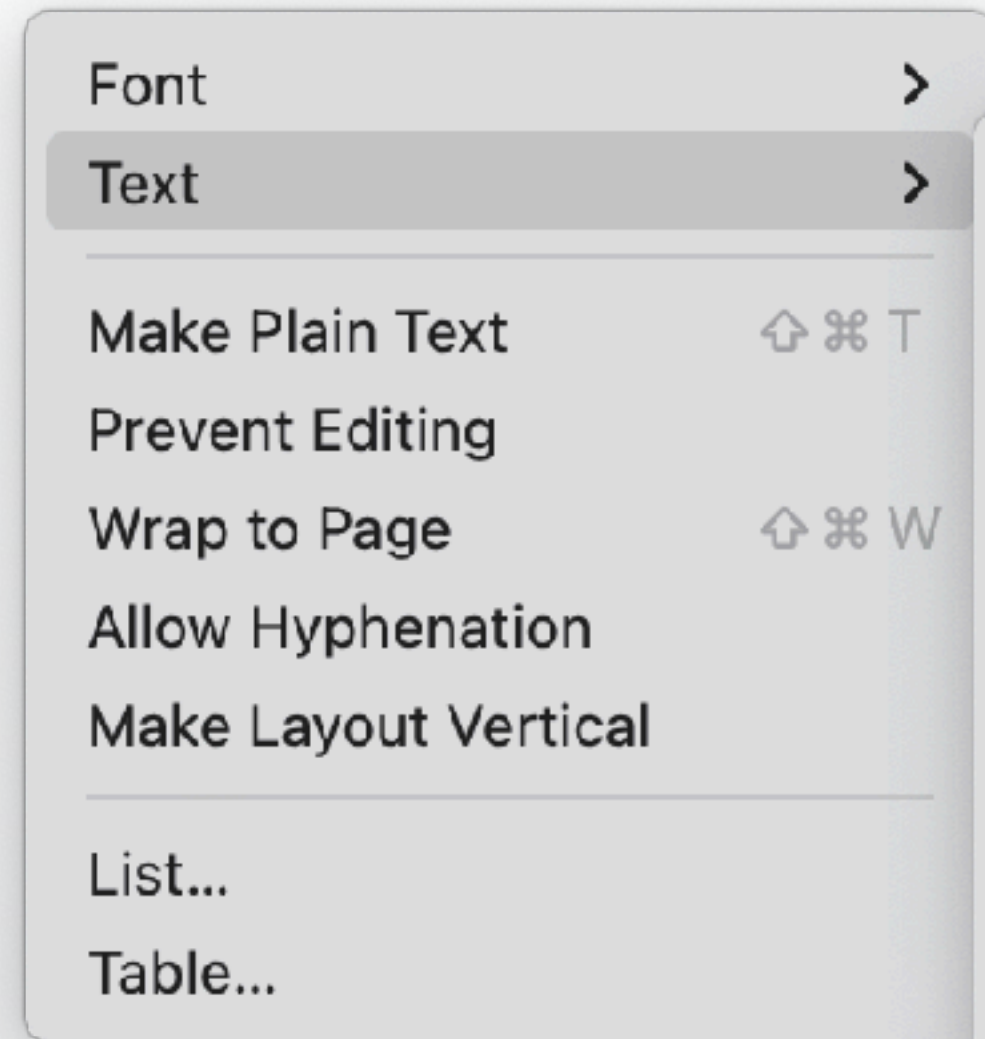 Font
Text
Make Plain Text ⇧⌘T
Prevent Editing
Wrap to Page ⇧⌘W
Allow Hyphenation
Make Layout Vertical
List...
Table...